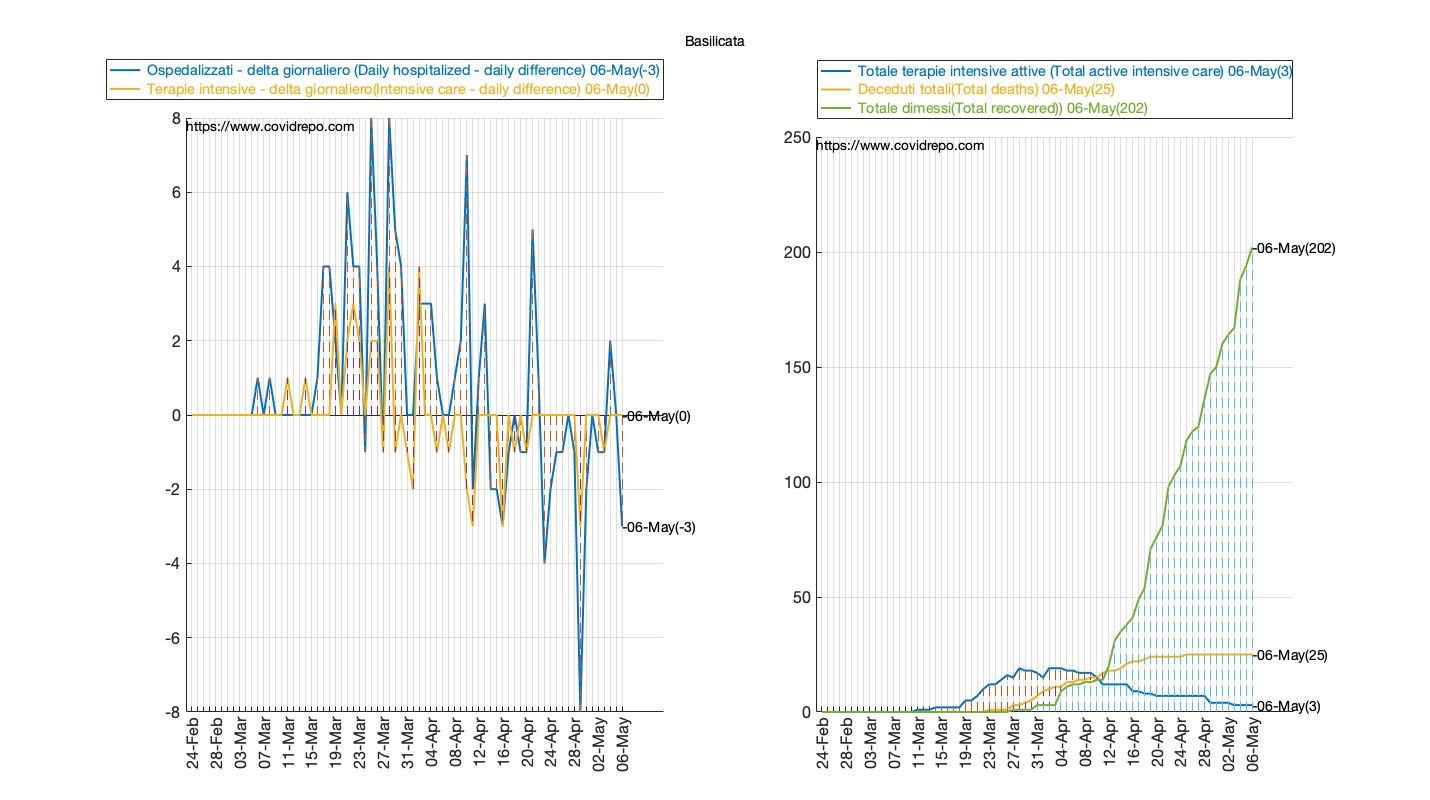 Basilicata
Ospedalizzati - delta giornaliero (Daily hospitalized - daily difference) 06-May(-3)
Terapie intensive - delta giornaliero(Intensive care - daily difference) 06-May(0)
https://www.covidrepo.com
8
6
4
2
0
-2
-4
-6
-8
-06-May(0)
-06-May(-3)
24-Feb
28-Feb
03-Mar
07-Mar
11-Mar
15-Mar
19-Mar
23-Mar
27-Mar
31-Mar
04-Apr
08-Apr
12-Apr
16-Apr
20-Apr
24-Apr
28-Apr
02-May
06-May
Totale terapie intensive attive (Total active intensive care) 06-May(3)
Deceduti totali(Total deaths) 06-May(25)
Totale dimessi(Total recovered)) 06-May(202)
https://www.covidrepo.com
250
200
150
100
50
0
-06-May(202)
-06-May(25)
-06-May(3)
24-Feb
28-Feb
03-Mar
07-Mar
11-Mar
15-Mar
19-Mar
23-Mar
27-Mar
31-Mar
04-Apr
08-Apr
12-Apr
16-Apr
20-Apr
24-Apr
28-Apr
02-May
06-May